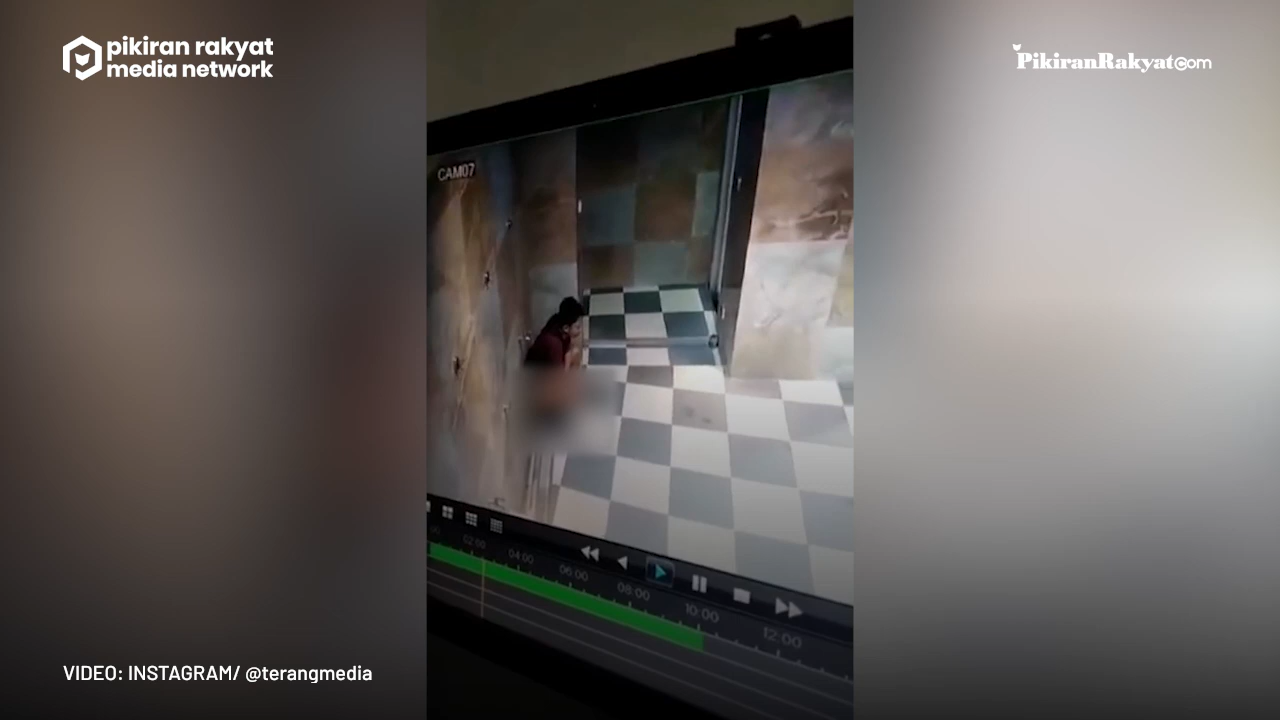 pikiran rakyat
media network
PikiranRakyat.com
CAM07
02:00 04:00 06:00 08:00 10:00 12:00
VIDEO: INSTAGRAM/ @terangmedia